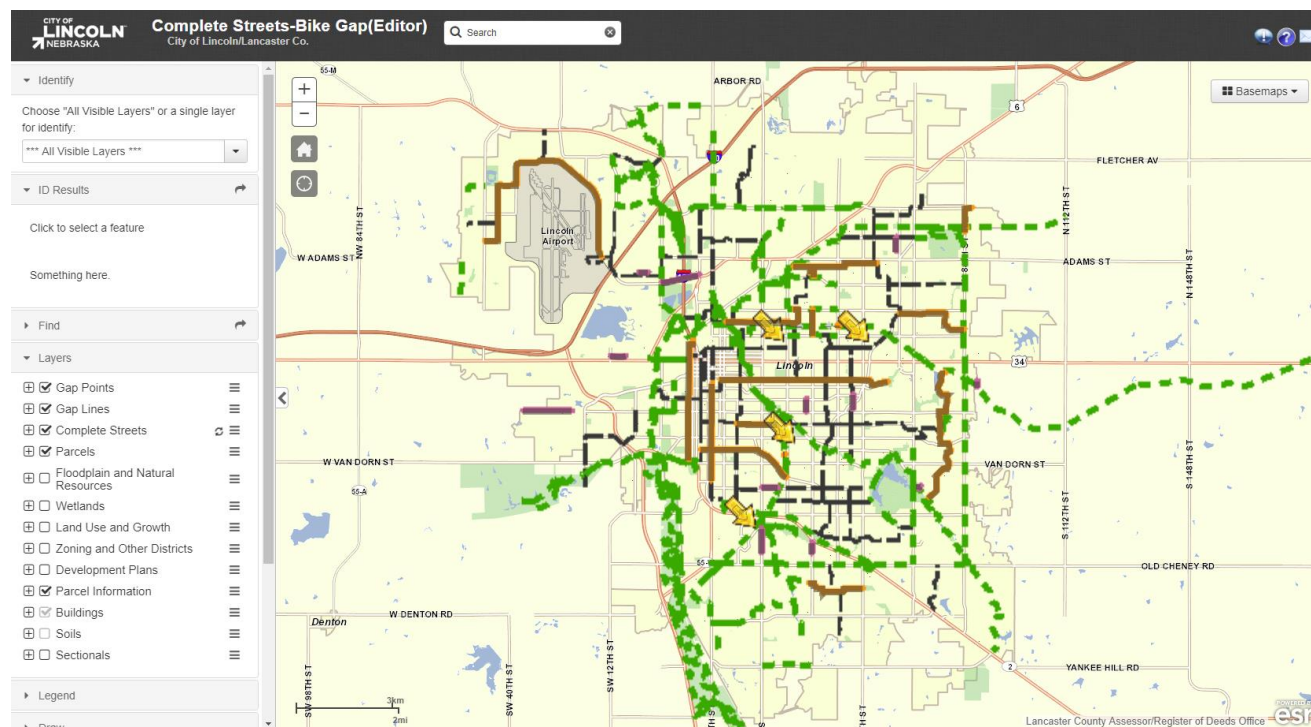 CITY OF
LINCOLN
NEBRASKA
Complete Streets-Bike Gap(Editor)
City of Lincoln/Lancaster Co.
Search
Identify
Choose "All Visible Layers" or a single layer
for identify:
*** All Visible Layers ***
ID Results
Click to select a feature
Something here.
Find
Layers
Gap Points
Gap Lines
Complete Streets
Parcels
Floodplain and Natural
Resources
Wetlands
Land Use and Growth
Zoning and Other Districts
Development Plans
Parcel Information
Buildings
Soils
Sectionals
Legend
Basemaps
55-M
ARBOR RD
6
FLETCHER AV
NW 84TH ST
N 112TH ST
Lincoln
Airport
W ADAMS ST
ADAMS ST
N 148TH ST
34
Lincoln
W VAN DORN ST
VAN DORN ST
55-A
S 112TH ST
S 148TH ST
OLD CHENEY RD
W DENTON RD
Denton
SW 98TH ST
SW 40TH ST
SW 12TH ST
2
YANKEE HILL RD
3km
2mi
Lancaster County Assessor/Register of Deeds Office
esri